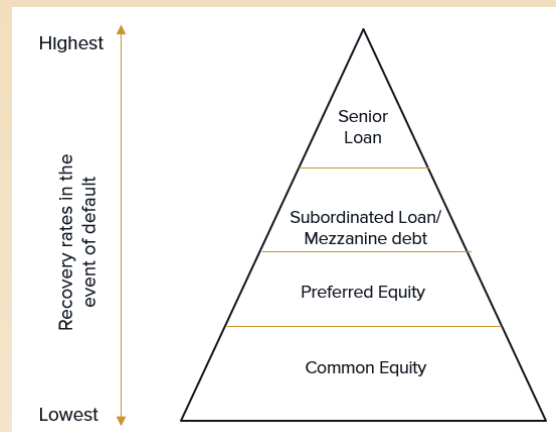 Highest
Recovery rates in the
event of default
Lowest
Senior
Loan
Subordinated Loan/
Mezzanine debt
Preferred Equity
Common Equity